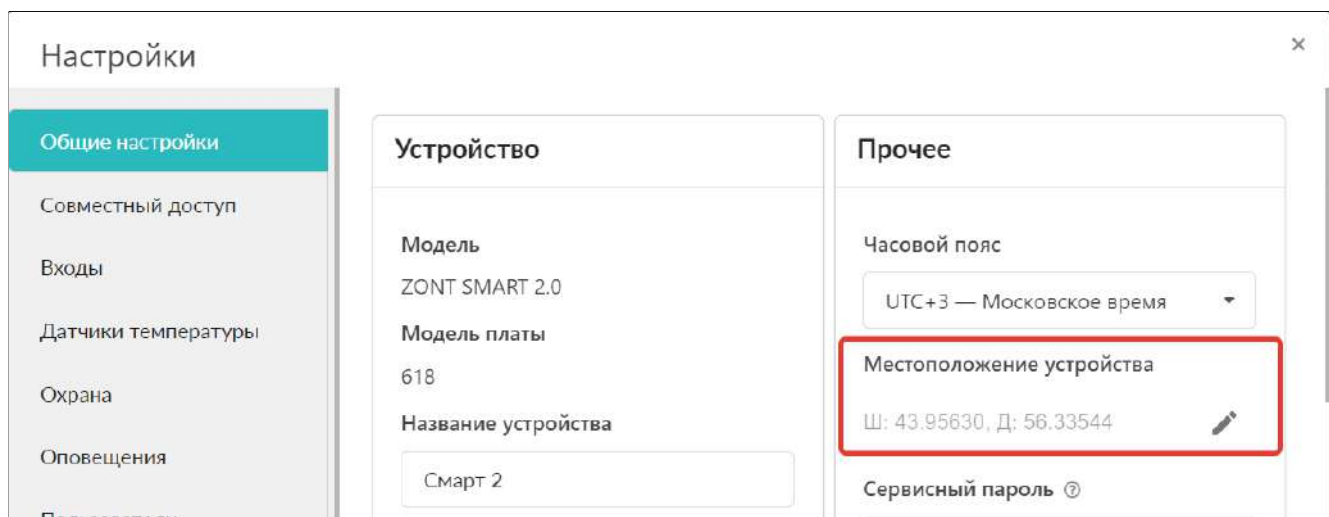 Настройки
×
Общие настройки
Совместный доступ
Входы
Датчики температуры
Охрана
Оповещения
Устройство
Модель
ZONT SMART 2.0
Модель платы
618
Название устройства
Смарт 2
Прочее
Часовой пояс
UTC+3 — Московское время
Местоположение устройства
Ш: 43.95630, Д: 56.33544
Сервисный пароль ?